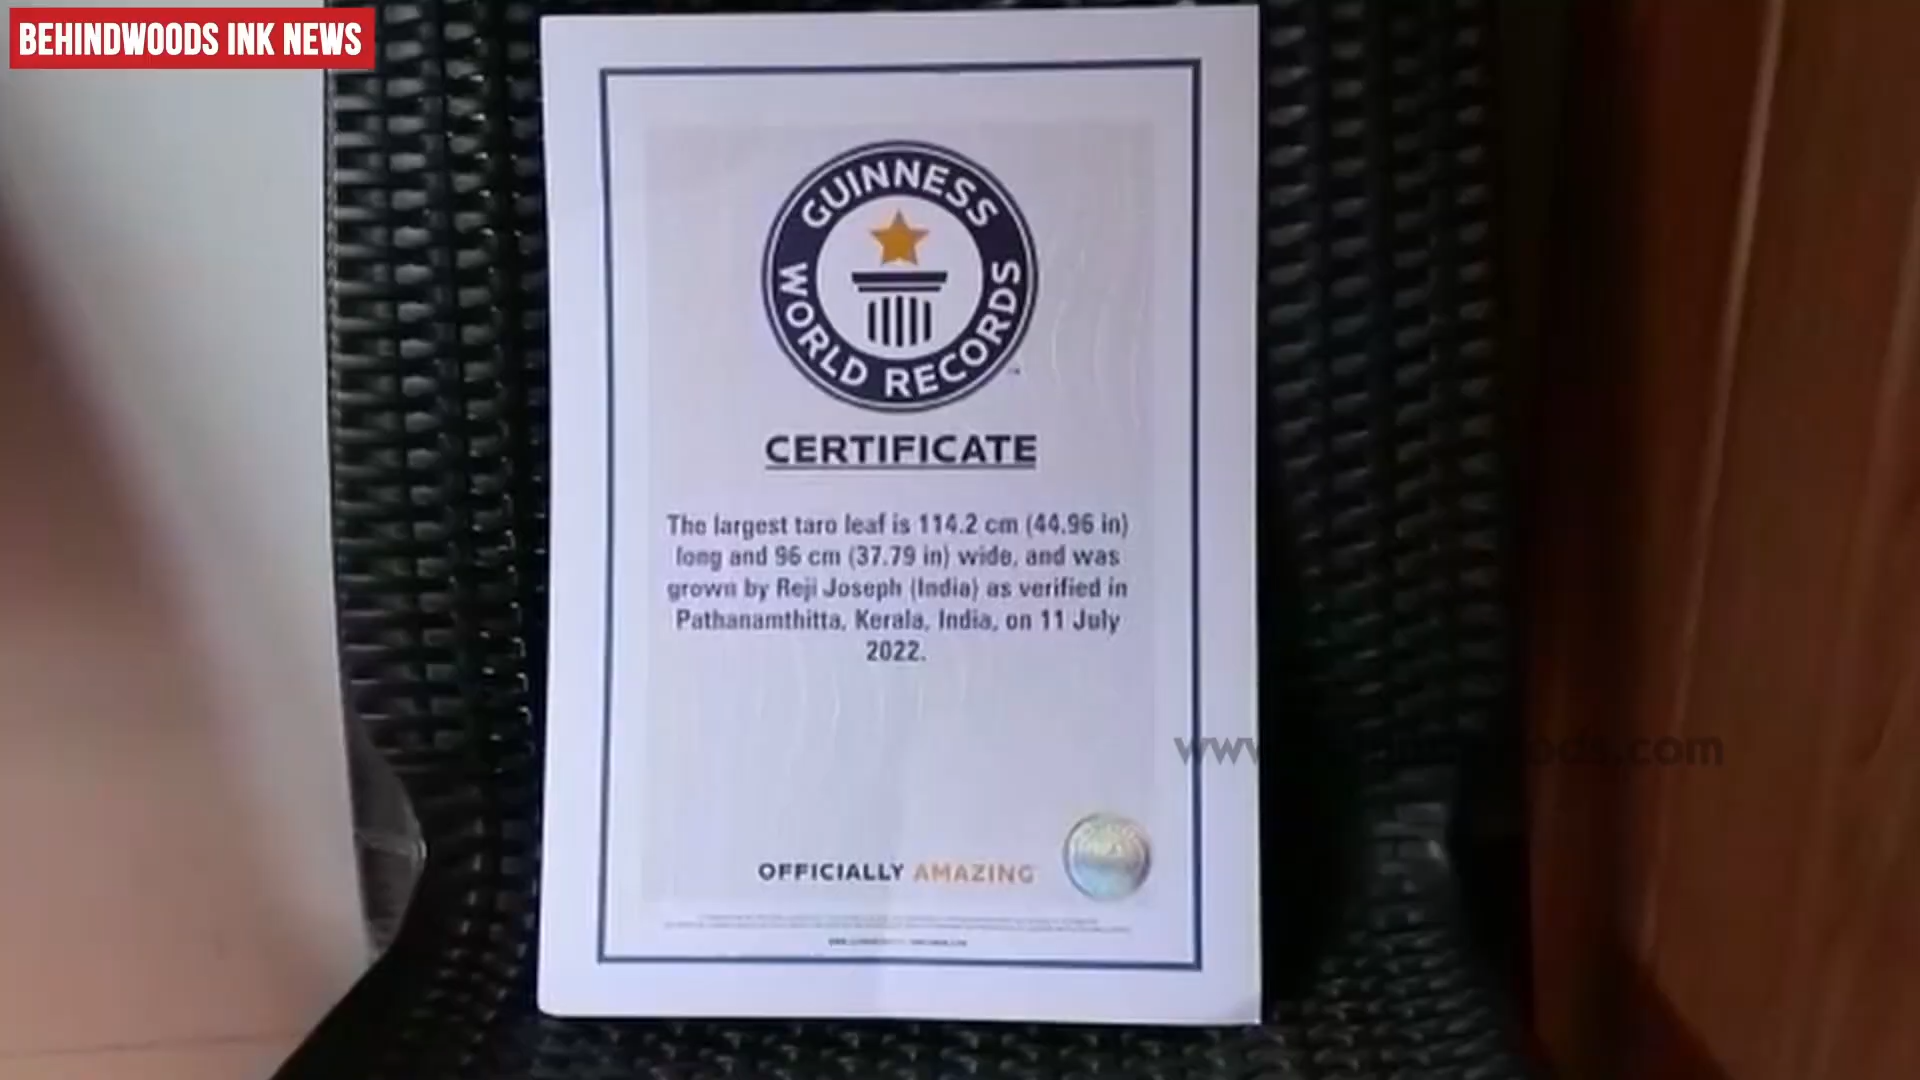 BEHINDWOODS INK NEWS
GUINNESS
WORLD RECORDS
CERTIFICATE
The largest taro leaf is 114.2 cm (44.96 in)
long and 96 cm (37.79 in) wide, and was
grown by Reji Joseph (India) as verified in
Pathanamthitta, Kerala, India, on 11 July
2022.
OFFICIALLY AMAZING